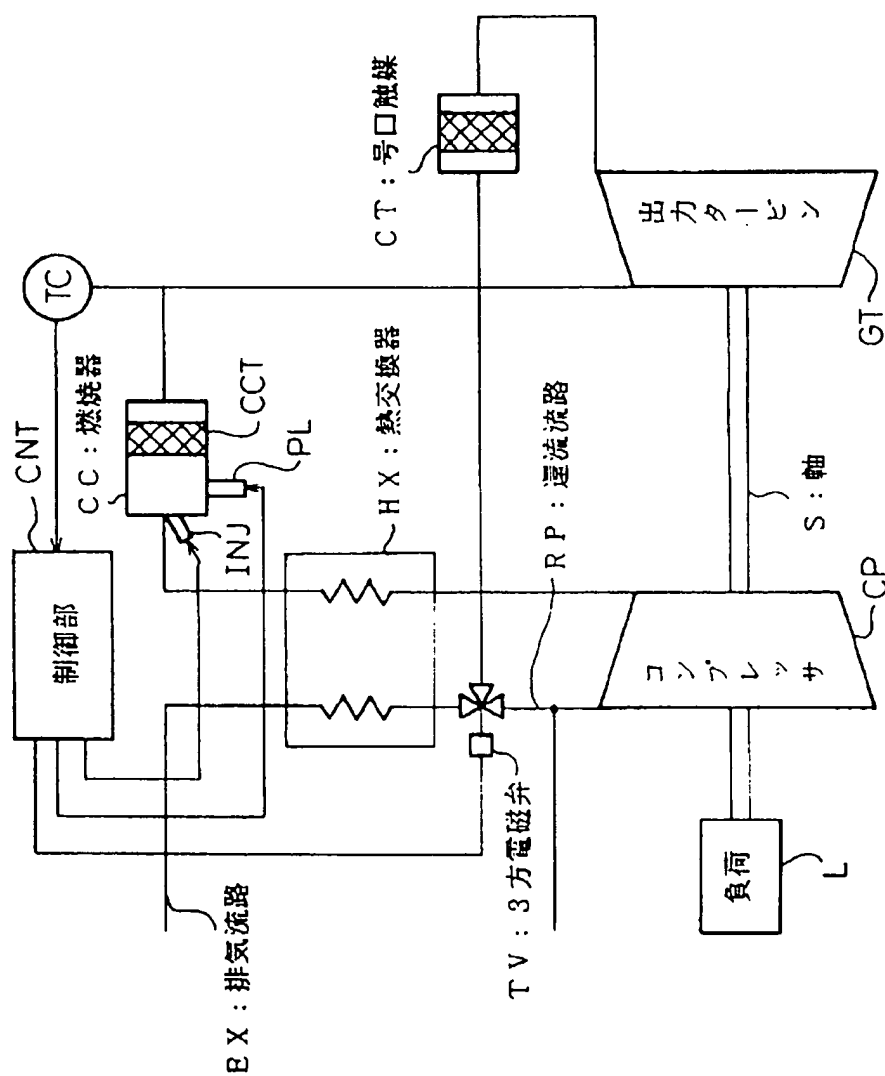 制御部
CNT
TC
CC：燃焼器
CCT
PL
INJ
HX：熱交換器
EX：排気流路
CT：号口触媒
RP：還流流路
TV：3方電磁弁
負荷
L
コンプレッサ
CP
S：軸
出力タービン
GT